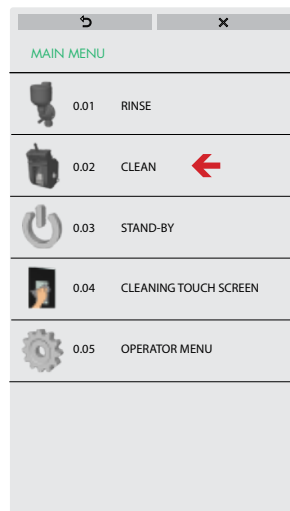 MAIN MENU
0.01 RINSE
0.02 CLEAN
0.03 STAND-BY
0.04 CLEANING TOUCH SCREEN
0.05 OPERATOR MENU